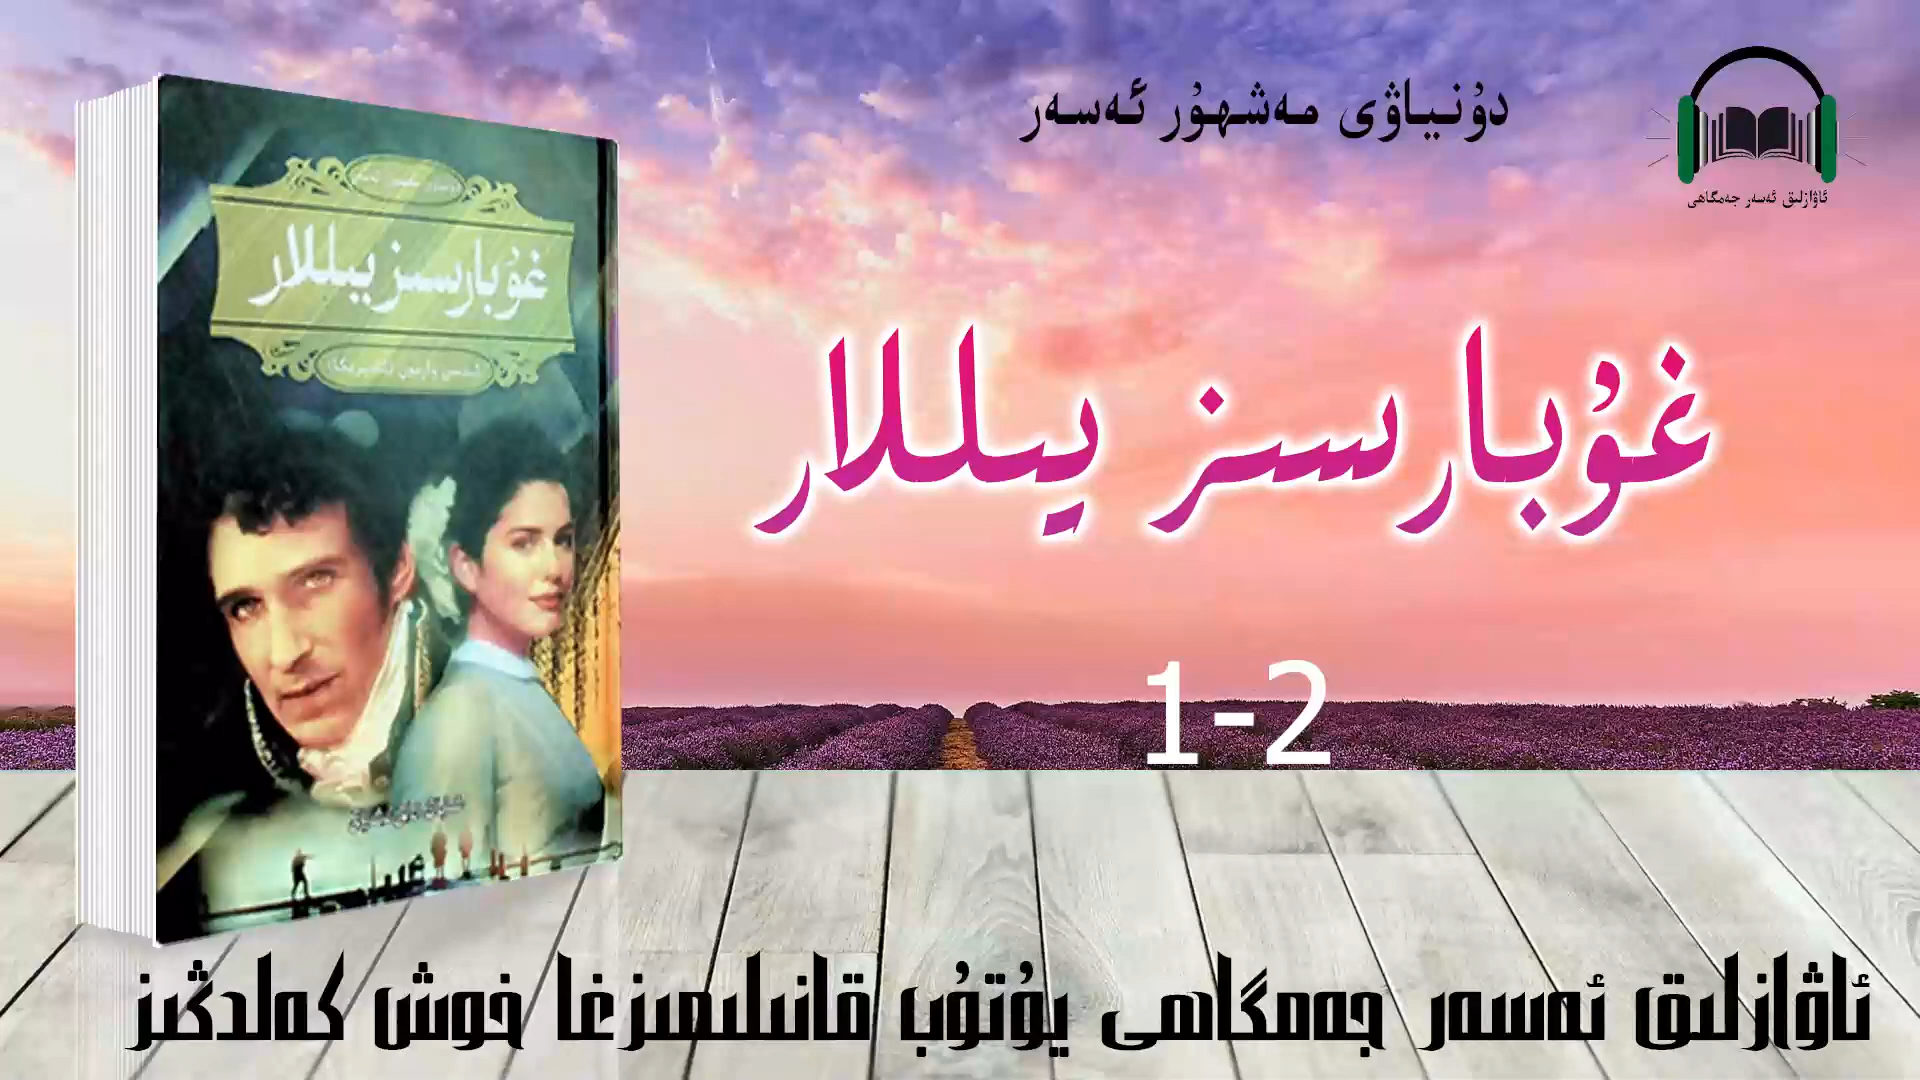 دۇنياۋى مەشھۇر ئەسەر
ئاۋازلىق ئەسەر جەمگاھى
غۇبارسىز يىللار
غۇبارسىز يىللار
1-2
ئاۋازلىق ئەسەر جەمگاھى يۇتۇب قانىلىمىزغا خوش كەلدىڭىز